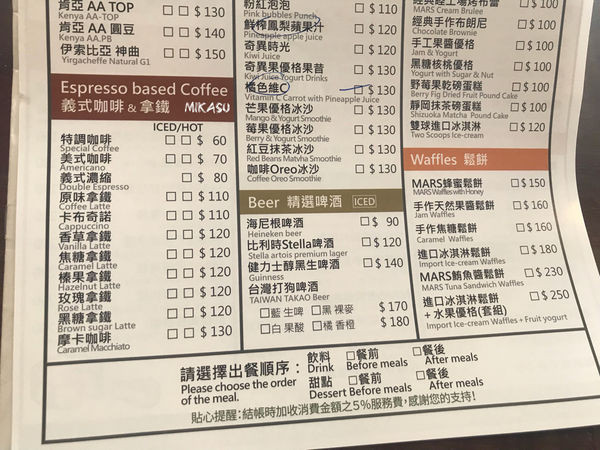 肯亞 AA TOP □ □ $ 130
Kenya AA-TOP
肯亞 AA 圓豆 □ □ $ 140
Kenya AA.PB
伊索比亞 神曲 □ □ $ 150
Yirgacheffe Natural G1
Espresso based Coffee
義式咖啡 & 拿鐵 MIKASU
ICED/HOT
特調咖啡 □ □ $ 60
Special Coffee
美式咖啡 □ □ $ 70
Americano
義式濃縮 □ $ 80
Double Espresso
原味拿鐵 □ □ $110
Coffee Latte
卡布奇諾 □ □ $110
Cappuccino
香草拿鐵 □ □ $120
Vanilla Latte
焦糖拿鐵 □ □ $120
Caramel Latte
榛果拿鐵 □ □ $120
Hazelnut Latte
玫瑰拿鐵 □ □ $120
Rose Latte
黑糖拿鐵 □ □ $120
Brown sugar Latte
摩卡咖啡 □ □ $130
Caramel Macchiato
粉紅泡泡 □ $ 110
Pink bubbles Punch
鮮榨鳳梨蘋果汁 □ $ 120
Pineapple apple juice
奇異時光 □ $ 120
Kiwi Juice
奇異果優格果昔 □ $ 130
Kiwi Juice Yogurt Drinks
橘色維C □ $ 130
Vitamin C Carrot with Pineapple Juice
芒果優格冰沙 □ $ 130
Mango & Yogurt Smoothie
莓果優格冰沙 □ $ 130
Berry & Yogurt Smoothie
紅豆抹茶冰沙 □ $ 130
Red Beans Matvha Smoothie
咖啡Oreo冰沙 □ $ 130
Coffee Oreo Smoothie
Beer 精選啤酒 ICED
海尼根啤酒 □ $ 90
Heineken beer
比利時Stella啤酒 □ $ 120
Stella artois premium lager
健力士醇黑生啤酒 □ $ 140
Guinness
台灣打狗啤酒
TAIWAN TAKAO Beer
□藍 生啤 □黑 裸麥 $ 170
□白 果酸 □橘 香橙 $ 180
$ 100
MARS Cream Brulee
經典手作布朗尼 □ $ 100
Chocolate Brownie
手工果醬優格 □ $ 100
Jam & Yogurt
黑糖核桃優格 □ $ 100
Yogurt with Sugar & Nut
野莓果乾磅蛋糕 □ $ 100
Berry Fig Dried Fruit Pound Cake
靜岡抹茶磅蛋糕 □ $ 100
Shizuoka Matcha Pound Cake
雙球進口冰淇淋 □ $ 120
Two Scoops Ice-cream
Waffles 鬆餅
MARS蜂蜜鬆餅 □ $ 150
MARS Waffles with Honey
手作天然果醬鬆餅 □ $ 160
Jam Waffles
手作焦糖鬆餅 □ $ 160
Caramel Waffles
進口冰淇淋鬆餅 □ $ 180
Import Ice-cream Waffles
MARS鮪魚醬鬆餅 □ $ 230
MARS Tuna Sandwich Waffles
進口冰淇淋鬆餅 □ $ 250
+ 水果優格(套組)
Import Ice-cream Waffles + Fruit yogurt
請選擇出餐順序：
Please choose the order
of the meal.
飲料 □餐前 □餐後
Drink Before meals After meals
甜點 □餐前 □餐後
Dessert Before meals After meals
貼心提醒:結帳時加收消費金額之5%服務費,感謝您的支持!